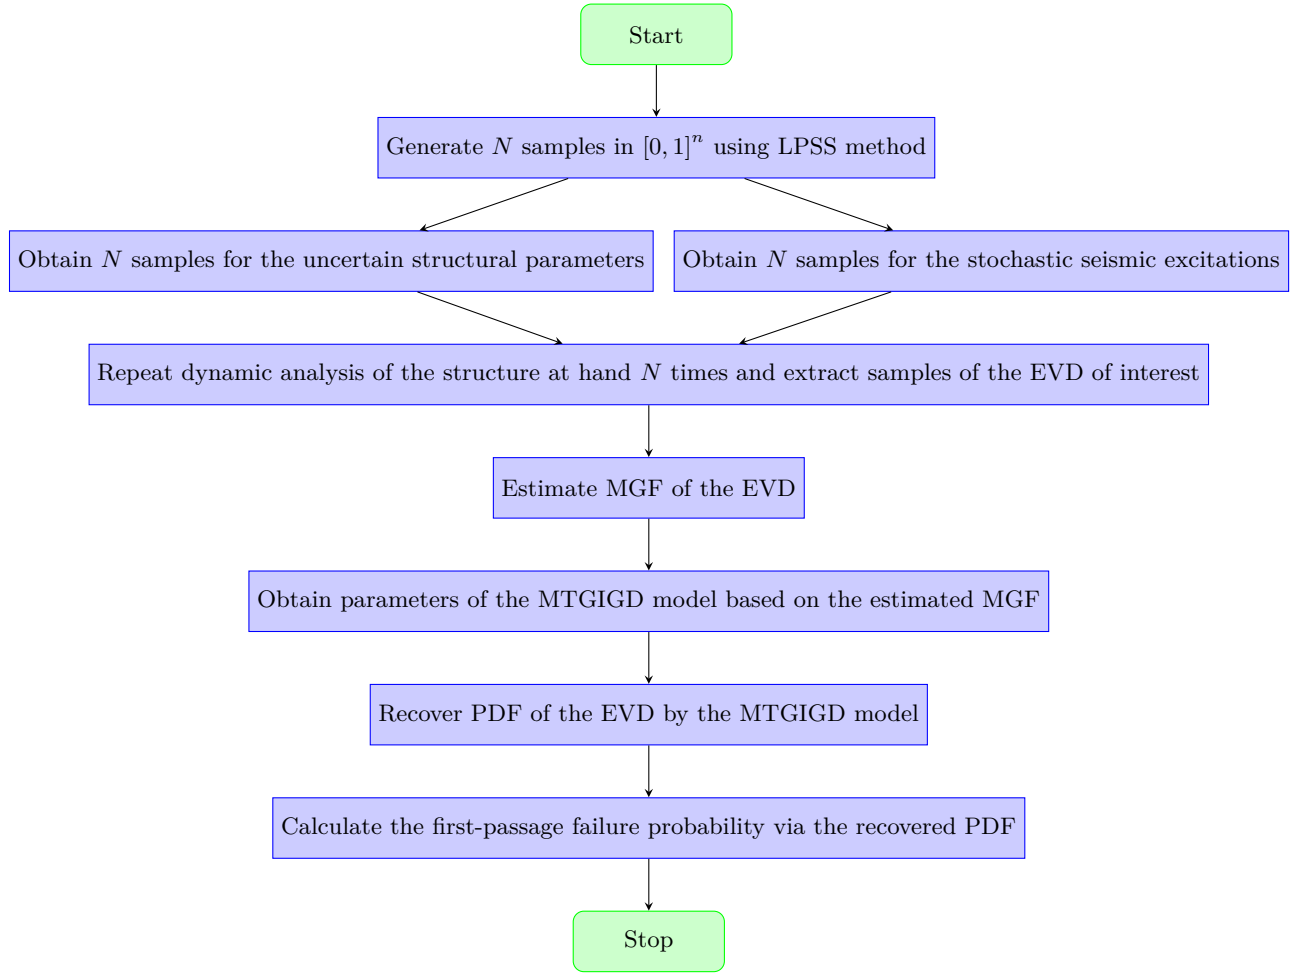 Start
Generate N samples in [0, 1]^n using LPSS method
Obtain N samples for the uncertain structural parameters
Obtain N samples for the stochastic seismic excitations
Repeat dynamic analysis of the structure at hand N times and extract samples of the EVD of interest
Estimate MGF of the EVD
Obtain parameters of the MTGIGD model based on the estimated MGF
Recover PDF of the EVD by the MTGIGD model
Calculate the first-passage failure probability via the recovered PDF
Stop